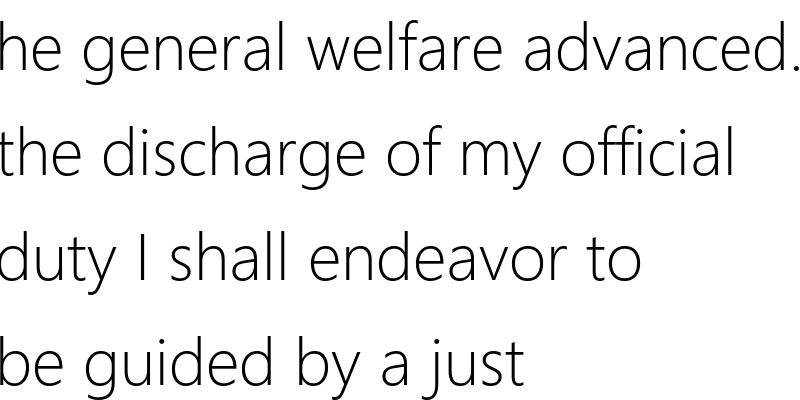 he general welfare advanced.
the discharge of my official
duty I shall endeavor to
be guided by a just